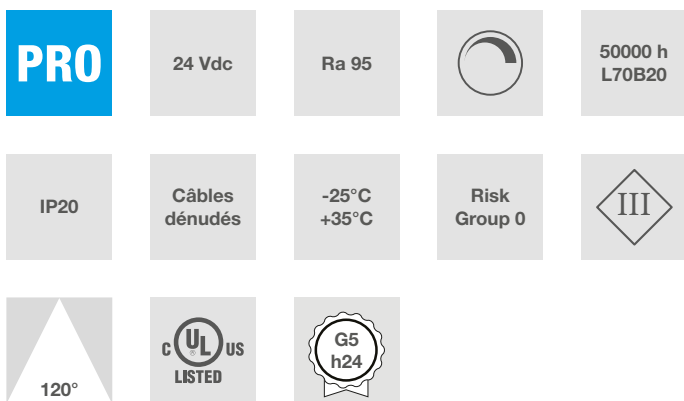 PRO
24 Vdc
Ra 95
50000 h
L70B20
IP20
Câbles
dénudés
-25°C
+35°C
Risk
Group 0
III
120°
C UL US
®
LISTED
G5
h24